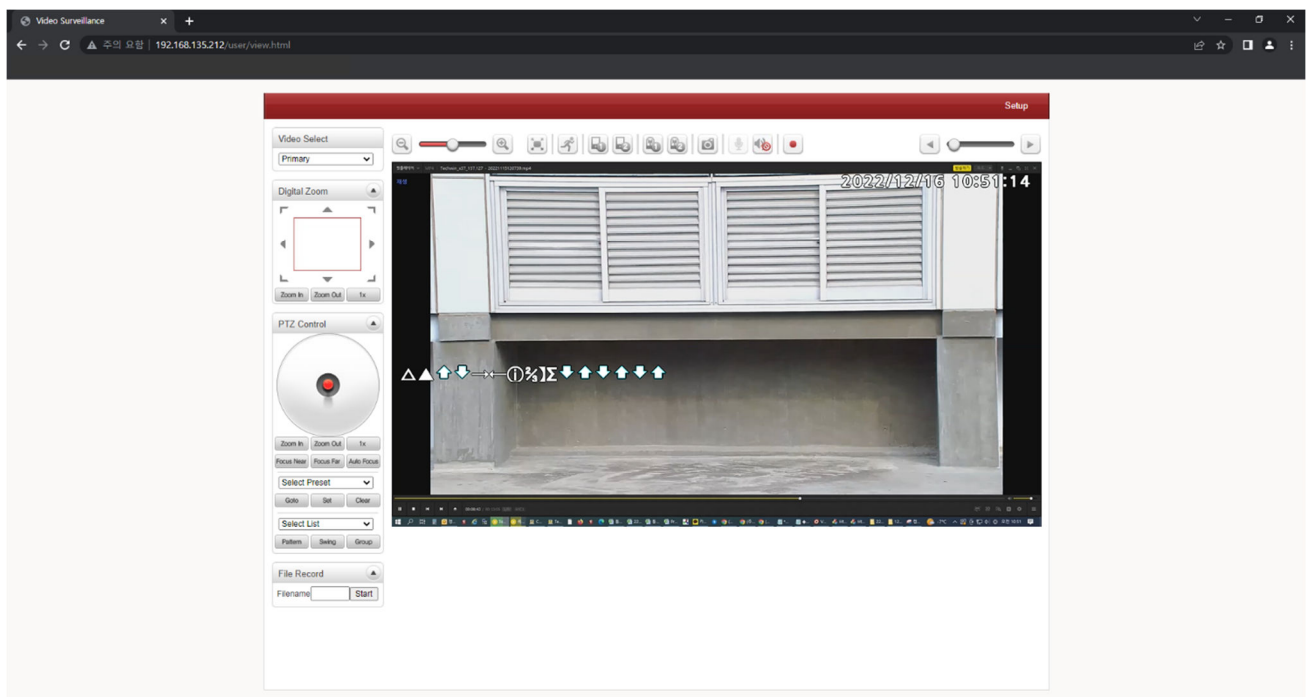 Video Surveillance
주의 요함 192.168.135.212/user/view.html
Setup
Video Select
Primary
Digital Zoom
Zoom In Zoom Out 1x
PTZ Control
Zoom In Zoom Out 1x
Focus Near Focus Far Auto Focus
Select Preset
Goto Set Clear
Select List
Pattern Swing Group
File Record
Filename Start
2022/12/16 10:51:14
재생